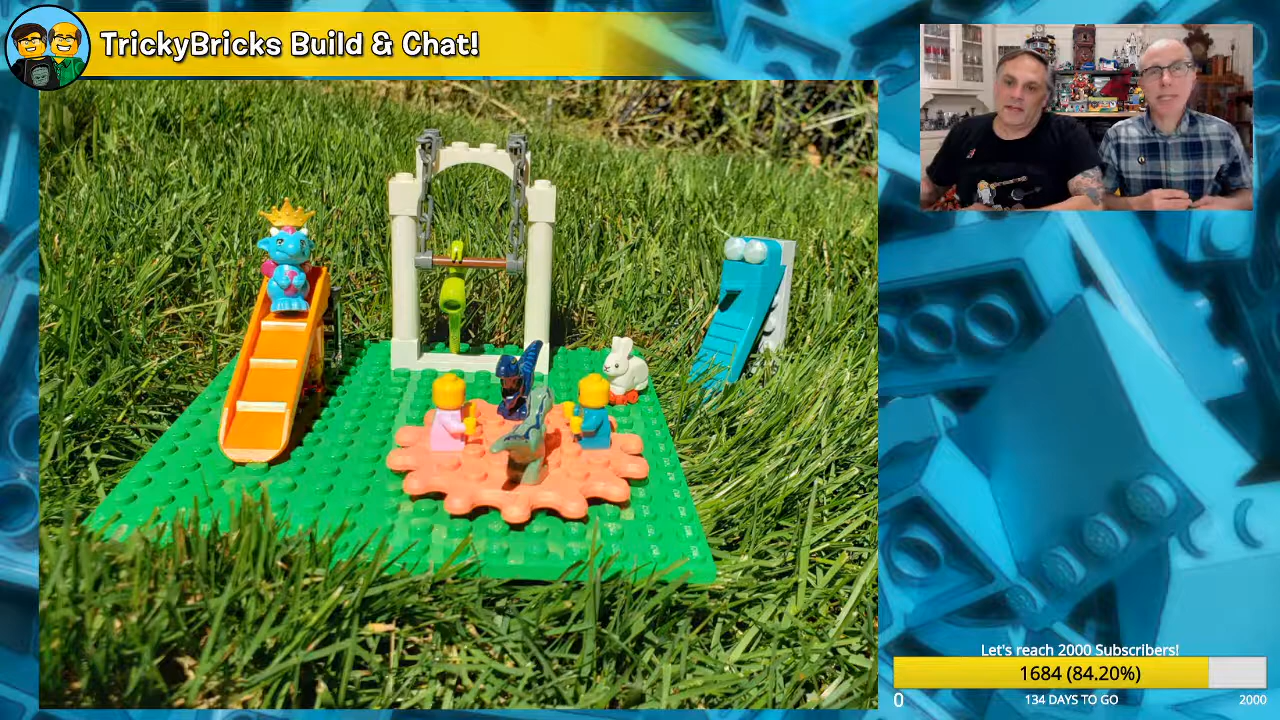 TrickyBricks Build & Chat!
Let's reach 2000 Subscribers!
1684 (84.20%)
0
134 DAYS TO GO
2000